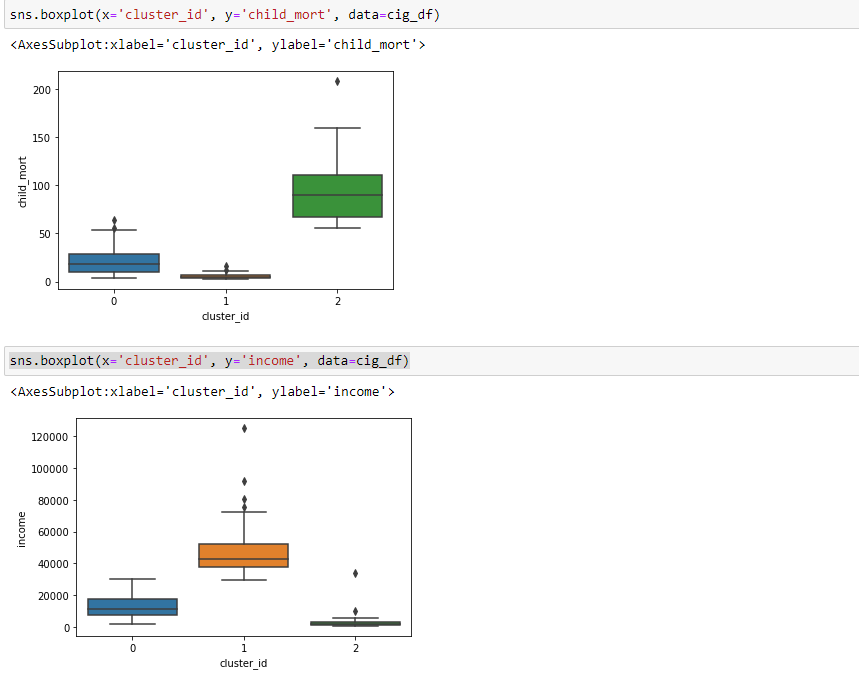 sns.boxplot(x='cluster_id', y='child_mort', data=cig_df)
<AxesSubplot:xlabel='cluster_id', ylabel='child_mort'>
200
150
100
50
0
child_mort
0 1 2
cluster_id
sns.boxplot(x='cluster_id', y='income', data=cig_df)
<AxesSubplot:xlabel='cluster_id', ylabel='income'>
120000
100000
80000
60000
40000
20000
0
income
0 1 2
cluster_id